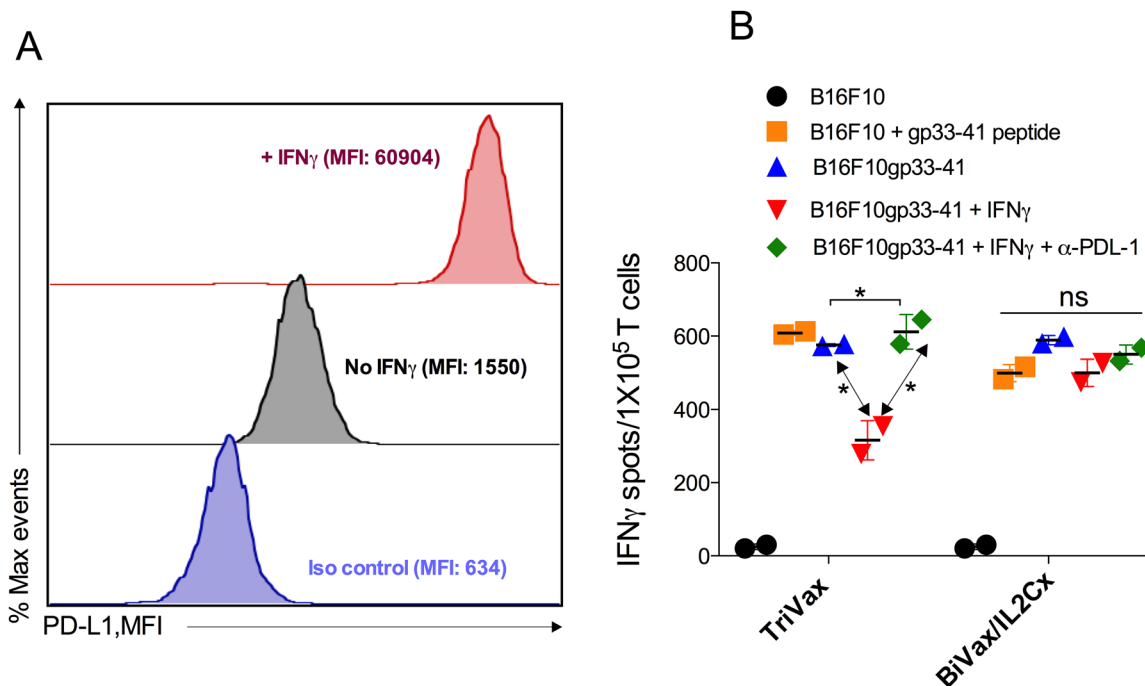 A
% Max events
+ IFNγ (MFI: 60904)
No IFNγ (MFI: 1550)
Iso control (MFI: 634)
PD-L1,MFI
B
B16F10
B16F10 + gp33-41 peptide
B16F10gp33-41
B16F10gp33-41 + IFNγ
B16F10gp33-41 + IFNγ + α-PDL-1
IFNγ spots/1X10⁵ T cells
800
600
400
200
0
*
*
*
ns
TriVax
BiVax/IL2Cx